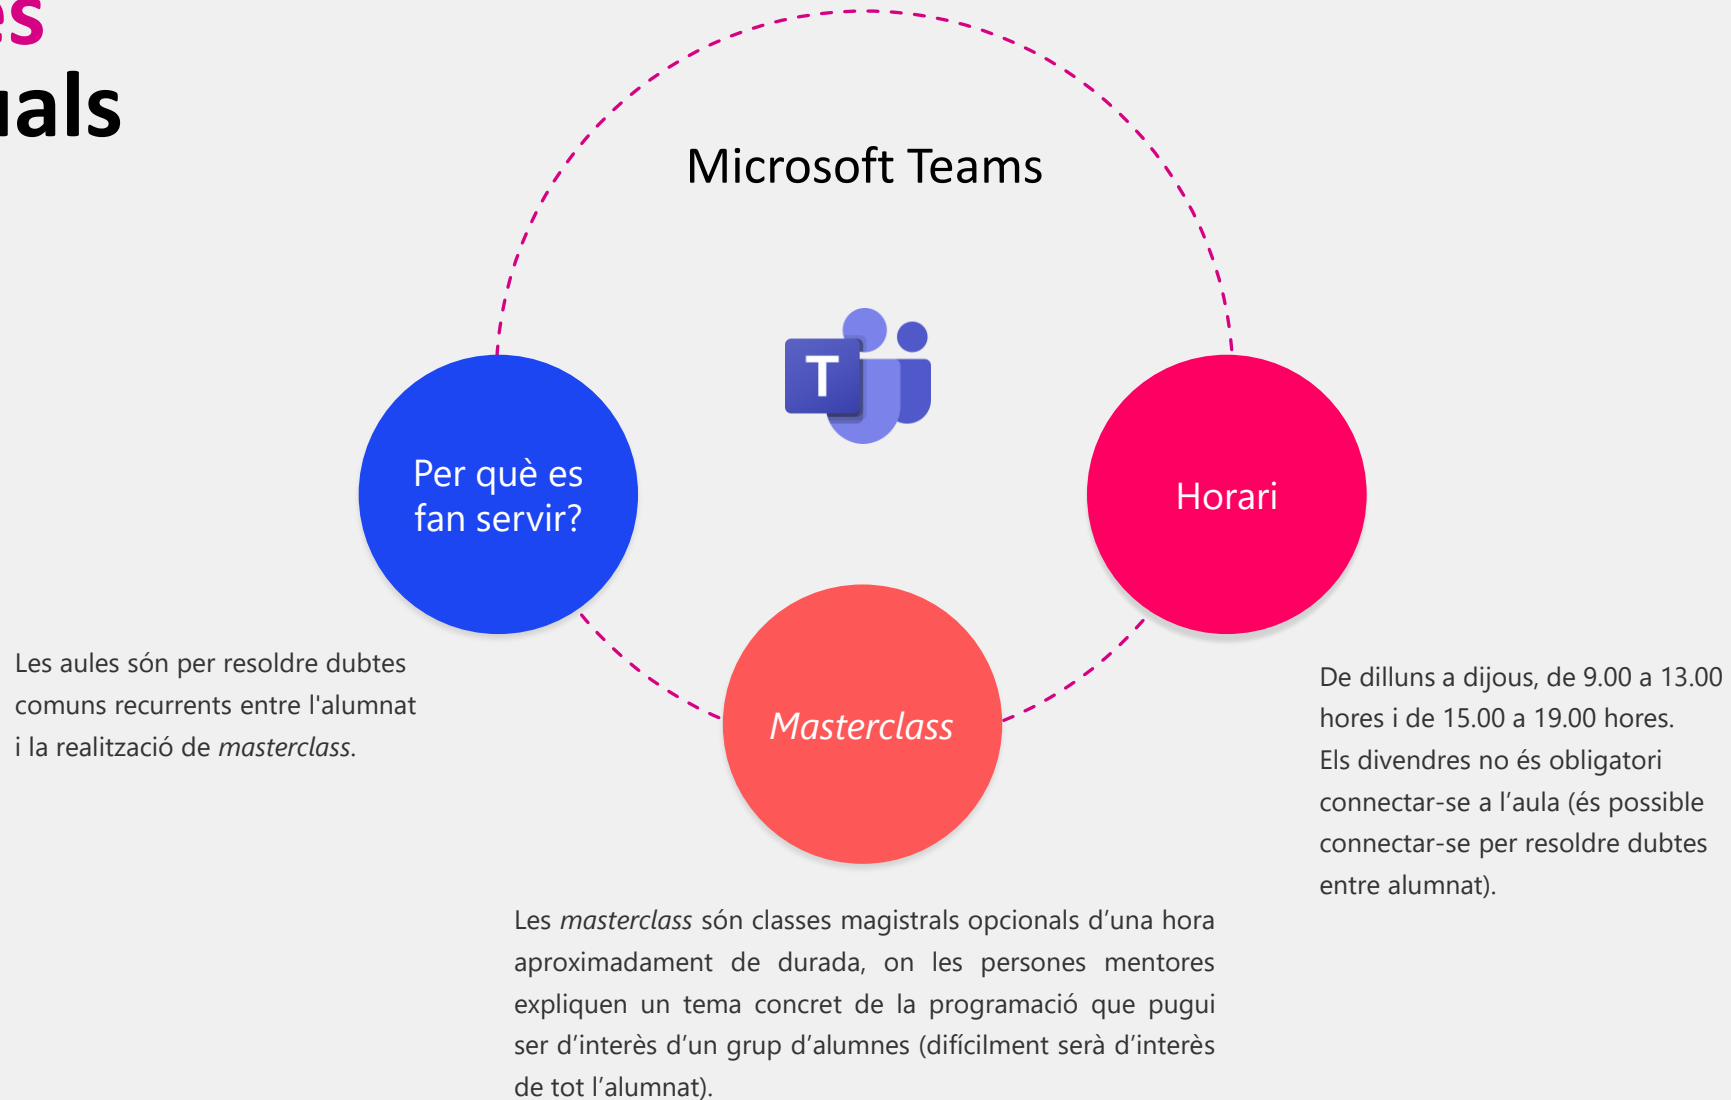 es
uals
Microsoft Teams
T
Per què es
fan servir?
Horari
Masterclass
Les aules són per resoldre dubtes
comuns recurrents entre l'alumnat
i la realització de masterclass.
De dilluns a dijous, de 9.00 a 13.00
hores i de 15.00 a 19.00 hores.
Els divendres no és obligatori
connectar-se a l’aula (és possible
connectar-se per resoldre dubtes
entre alumnat).
Les masterclass són classes magistrals opcionals d’una hora
aproximadament de durada, on les persones mentores
expliquen un tema concret de la programació que pugui
ser d’interès d’un grup d’alumnes (difícilment serà d’interès
de tot l’alumnat).